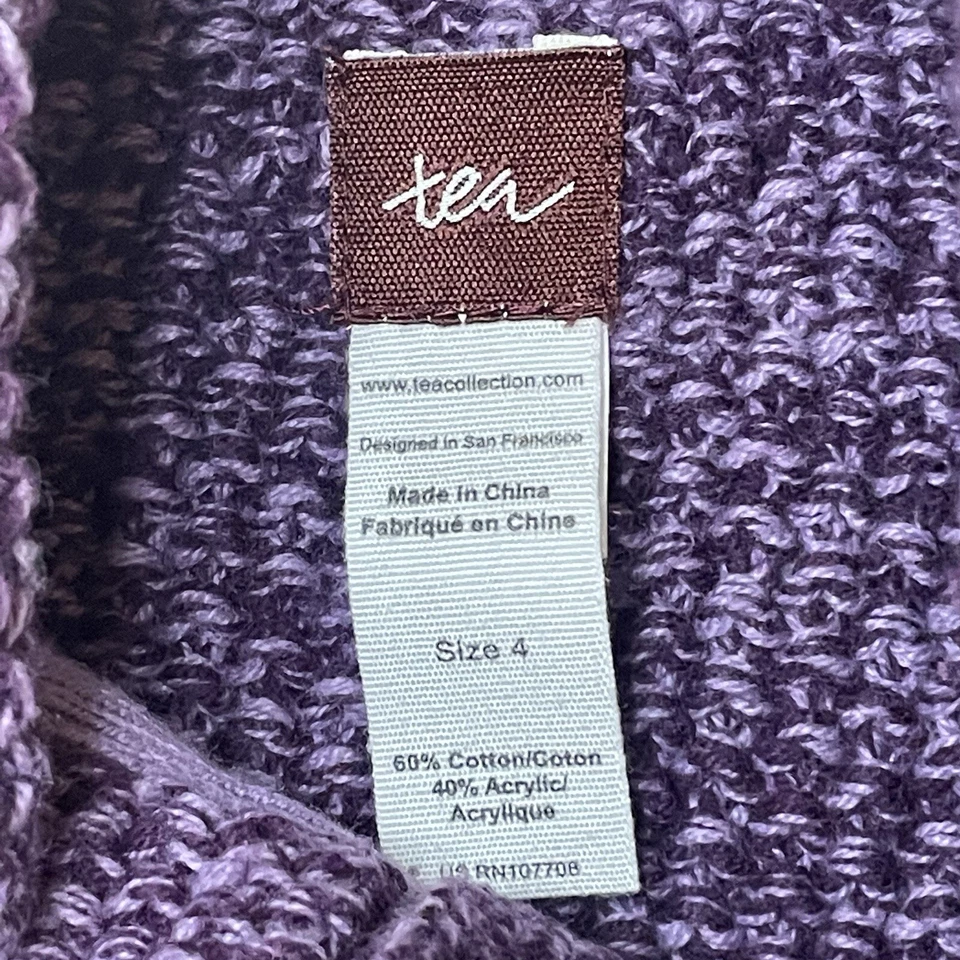 tea
www.teacollection.com
Designed in San Francisco
Made in China
Fabriqué en Chine
Size 4
60% Cotton/Coton
40% Acrylic/
Acrylique
US RN107708